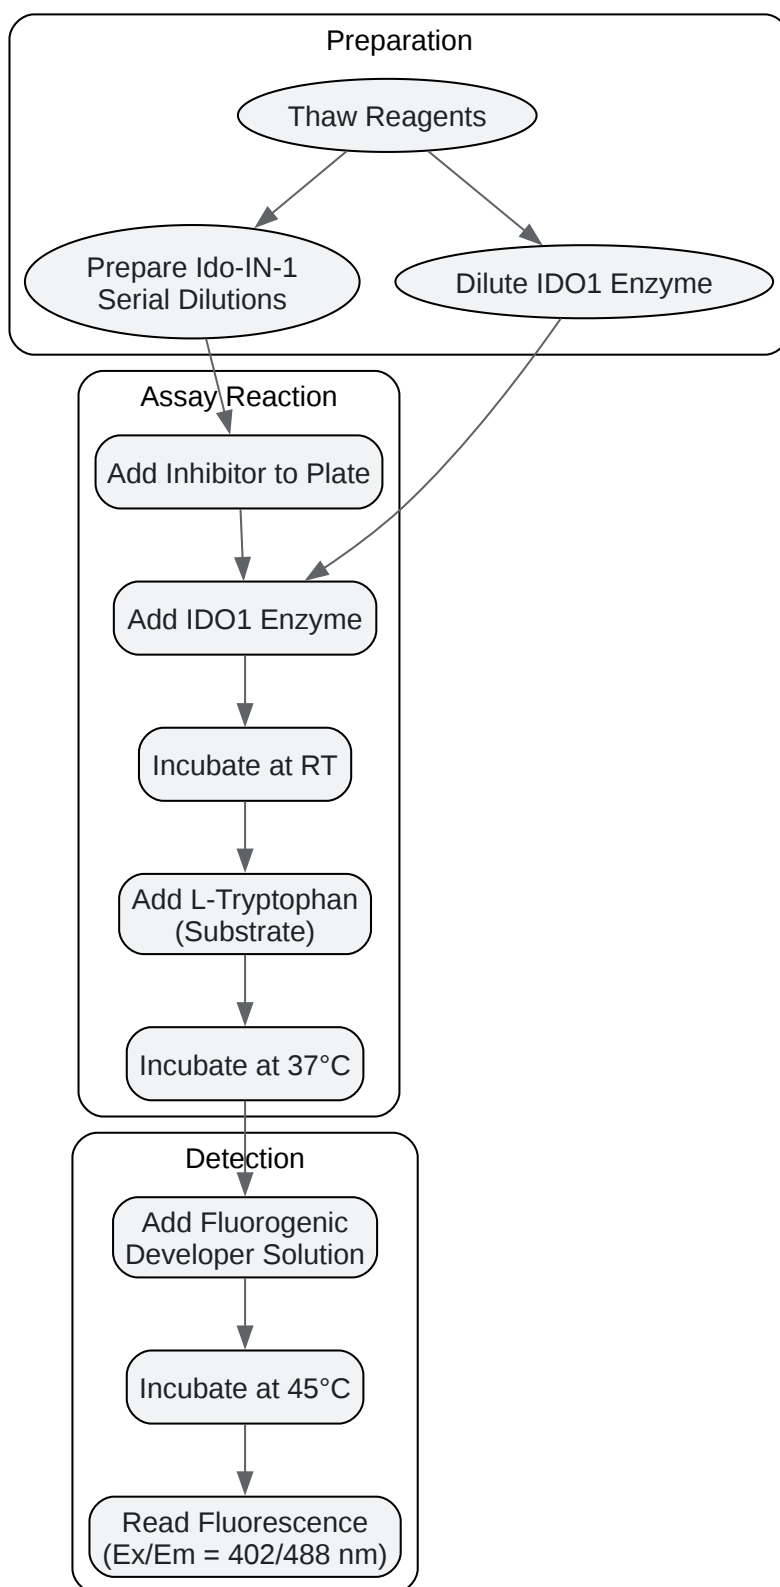 Preparation
Thaw Reagents
Prepare Ido-IN-1
Serial Dilutions
Dilute IDO1 Enzyme
Assay Reaction
Add Inhibitor to Plate
Add IDO1 Enzyme
Incubate at RT
Add L-Tryptophan
(Substrate)
Incubate at 37°C
Detection
Add Fluorogenic
Developer Solution
Incubate at 45°C
Read Fluorescence
(Ex/Em = 402/488 nm)